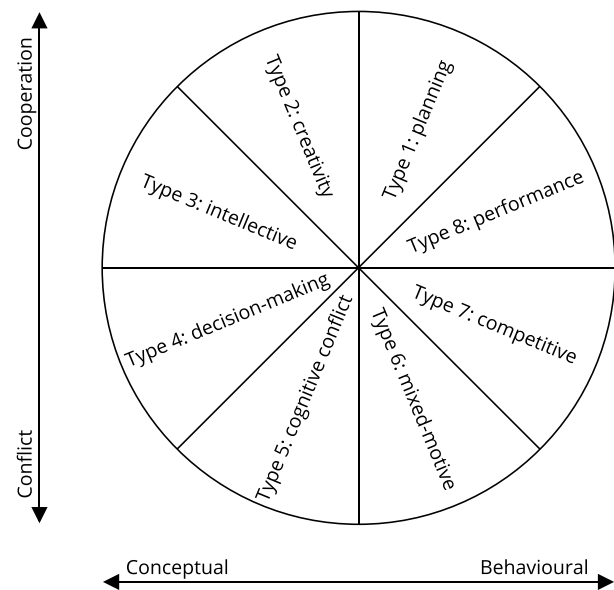 Cooperation
Conflict
Type 1: planning
Type 2: creativity
Type 3: intellective
Type 4: decision-making
Type 5: cognitive conflict
Type 6: mixed-motive
Type 7: competitive
Type 8: performance
Conceptual
Behavioural